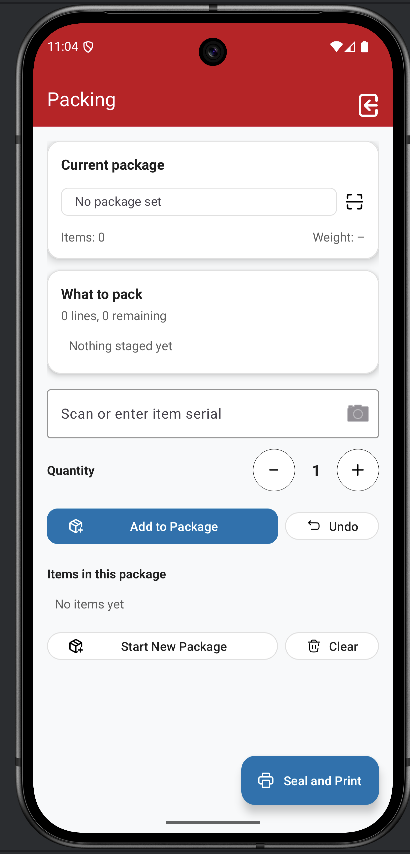 11:04
Packing
Current package
No package set
Items: 0 Weight: –
What to pack
0 lines, 0 remaining
Nothing staged yet
Scan or enter item serial
Quantity − 1 +
Add to Package Undo
Items in this package
No items yet
Start New Package Clear
Seal and Print